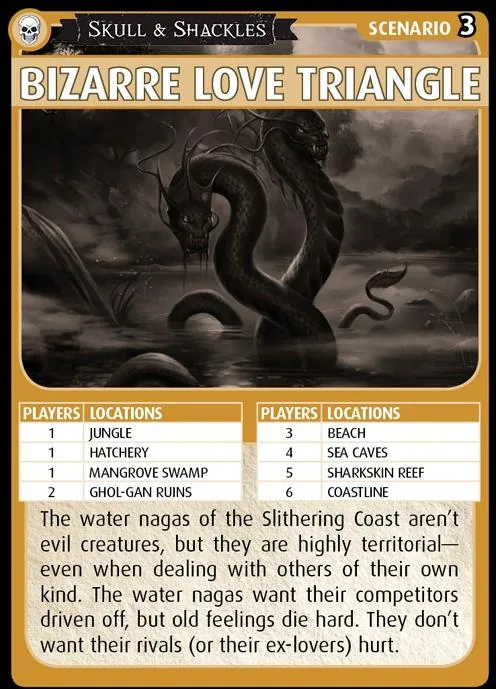 SKULL & SHACKLES
SCENARIO 3
BIZARRE LOVE TRIANGLE
PLAYERS LOCATIONS
1 JUNGLE
1 HATCHERY
1 MANGROVE SWAMP
2 GHOL-GAN RUINS
PLAYERS LOCATIONS
3 BEACH
4 SEA CAVES
5 SHARKSKIN REEF
6 COASTLINE
The water nagas of the Slithering Coast aren’t
evil creatures, but they are highly territorial—
even when dealing with others of their own
kind. The water nagas want their competitors
driven off, but old feelings die hard. They don’t
want their rivals (or their ex-lovers) hurt.